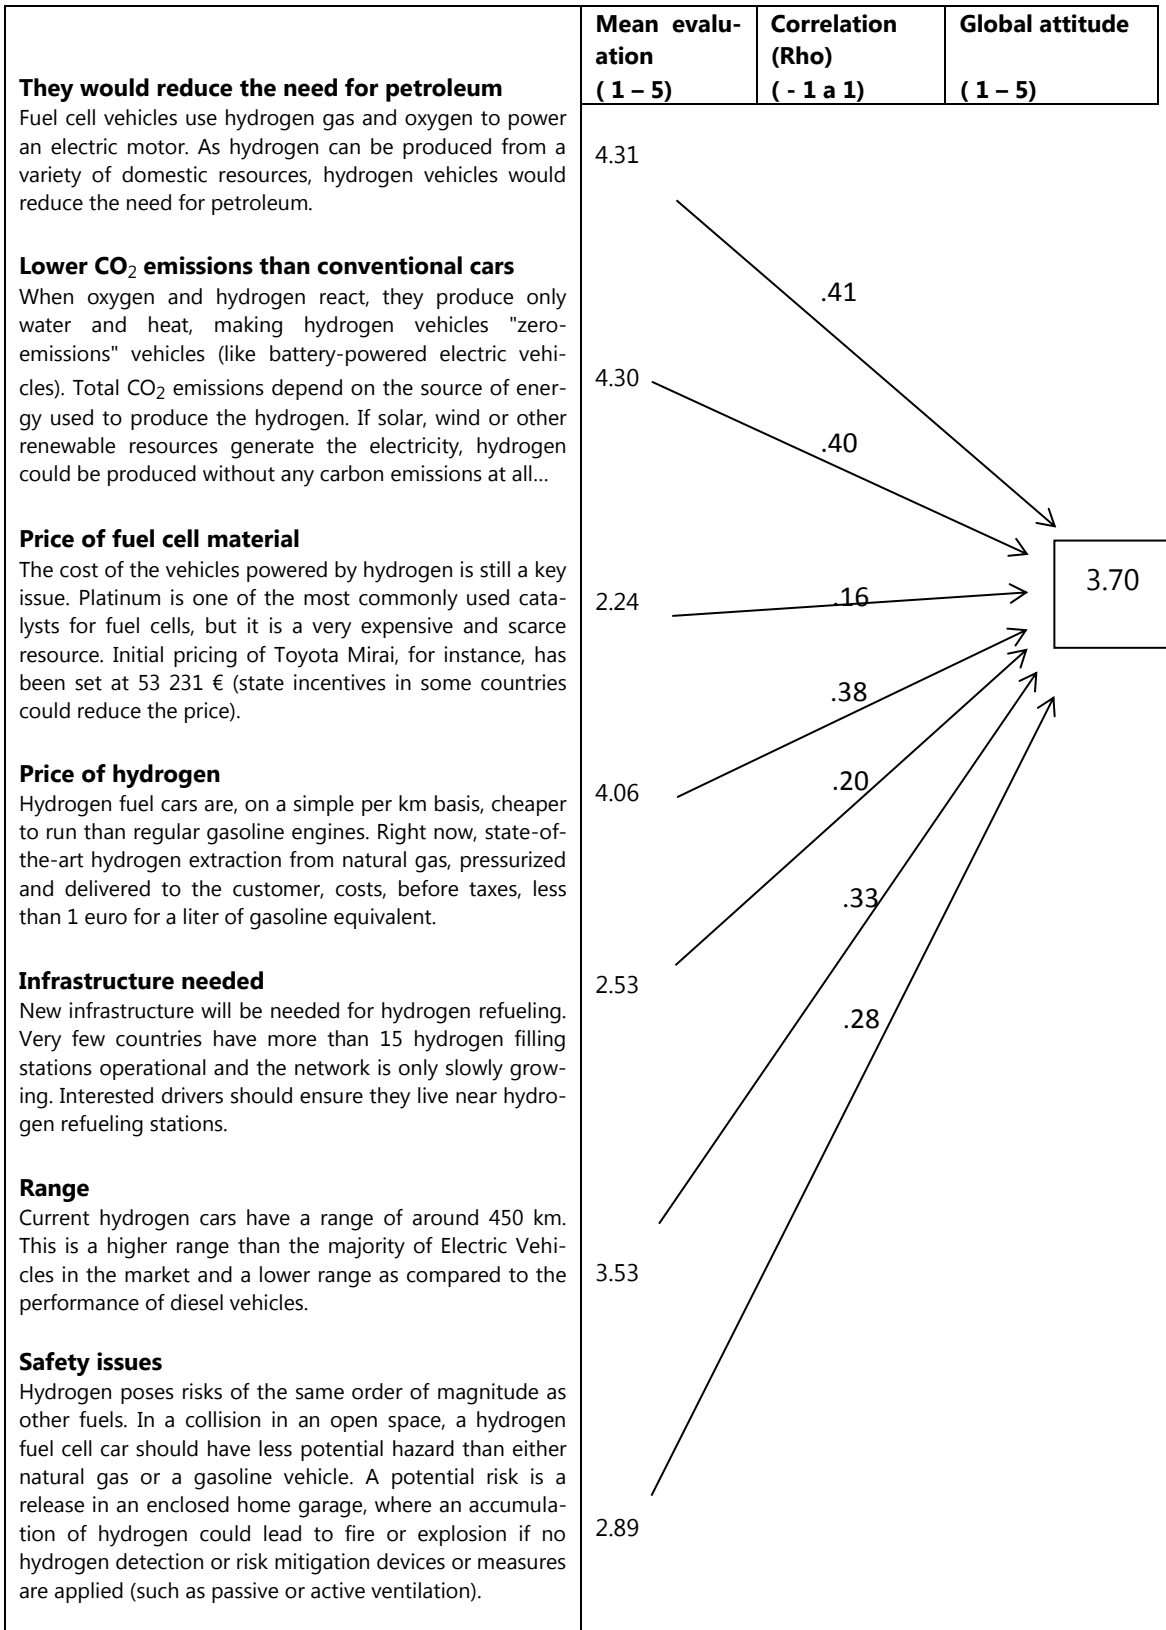 Mean evalu-
ation
( 1 – 5)
Correlation
(Rho)
( - 1 a 1)
Global attitude
( 1 – 5)
They would reduce the need for petroleum
Fuel cell vehicles use hydrogen gas and oxygen to power
an electric motor. As hydrogen can be produced from a
variety of domestic resources, hydrogen vehicles would
reduce the need for petroleum.
4.31
.41
Lower CO₂ emissions than conventional cars
When oxygen and hydrogen react, they produce only
water and heat, making hydrogen vehicles "zero-
emissions" vehicles (like battery-powered electric vehi-
cles). Total CO₂ emissions depend on the source of ener-
gy used to produce the hydrogen. If solar, wind or other
renewable resources generate the electricity, hydrogen
could be produced without any carbon emissions at all...
4.30
.40
Price of fuel cell material
The cost of the vehicles powered by hydrogen is still a key
issue. Platinum is one of the most commonly used cata-
lysts for fuel cells, but it is a very expensive and scarce
resource. Initial pricing of Toyota Mirai, for instance, has
been set at 53 231 € (state incentives in some countries
could reduce the price).
2.24
.16
3.70
Price of hydrogen
Hydrogen fuel cars are, on a simple per km basis, cheaper
to run than regular gasoline engines. Right now, state-of-
the-art hydrogen extraction from natural gas, pressurized
and delivered to the customer, costs, before taxes, less
than 1 euro for a liter of gasoline equivalent.
4.06
.38
Infrastructure needed
New infrastructure will be needed for hydrogen refueling.
Very few countries have more than 15 hydrogen filling
stations operational and the network is only slowly grow-
ing. Interested drivers should ensure they live near hydro-
gen refueling stations.
2.53
.20
Range
Current hydrogen cars have a range of around 450 km.
This is a higher range than the majority of Electric Vehi-
cles in the market and a lower range as compared to the
performance of diesel vehicles.
3.53
.33
Safety issues
Hydrogen poses risks of the same order of magnitude as
other fuels. In a collision in an open space, a hydrogen
fuel cell car should have less potential hazard than either
natural gas or a gasoline vehicle. A potential risk is a
release in an enclosed home garage, where an accumula-
tion of hydrogen could lead to fire or explosion if no
hydrogen detection or risk mitigation devices or measures
are applied (such as passive or active ventilation).
2.89
.28